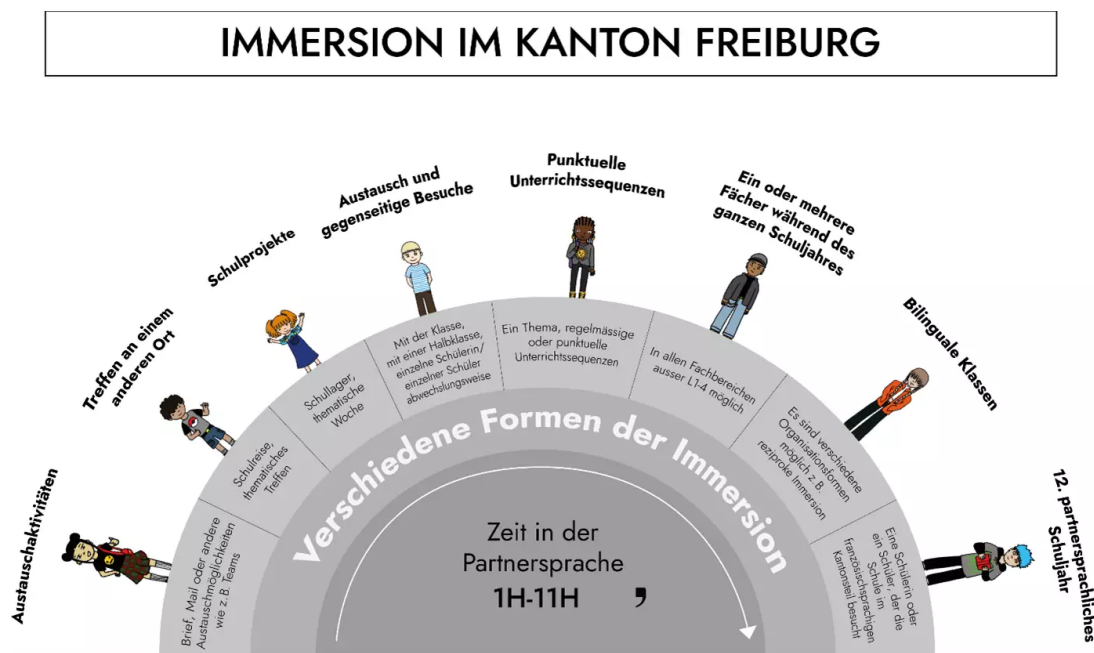 IMMERSION IM KANTON FREIBURG
Austauschaktivitäten
Brief, Mail oder andere
Austauschmöglichkeiten
wie z. B. Teams
Treffen an einem
anderen Ort
Schulreise,
thematisches
Treffen
Schulprojekte
Schullager,
thematische
Woche
Austausch und
gegenseitige Besuche
Mit der Klasse,
mit einer Halbklasse,
einzelne Schülerin/
einzelner Schüler
abwechslungsweise
Punktuelle
Unterrichtssequenzen
Ein Thema, regelmässige
oder punktuelle
Unterrichtssequenzen
Ein oder mehrere
Fächer während des
ganzen Schuljahres
In allen Fachbereichen
ausser L1-4 möglich
Bilinguale Klassen
Es sind verschiedene
Organisationsformen
möglich z. B.
reziproke Immersion
12. partnersprachliches
Schuljahr
Eine Schülerin oder
ein Schüler, der die
Schule im
französischsprachigen
Kantonsteil besucht
Verschiedene Formen der Immersion
Zeit in der
Partnersprache
1H-11H